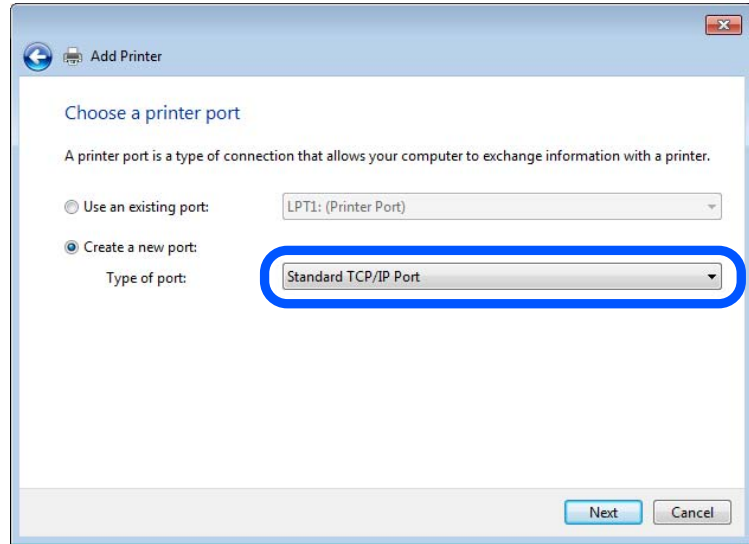 Add Printer
Choose a printer port
A printer port is a type of connection that allows your computer to exchange information with a printer.
Use an existing port: LPT1: (Printer Port)
Create a new port:
Type of port: Standard TCP/IP Port
Next Cancel